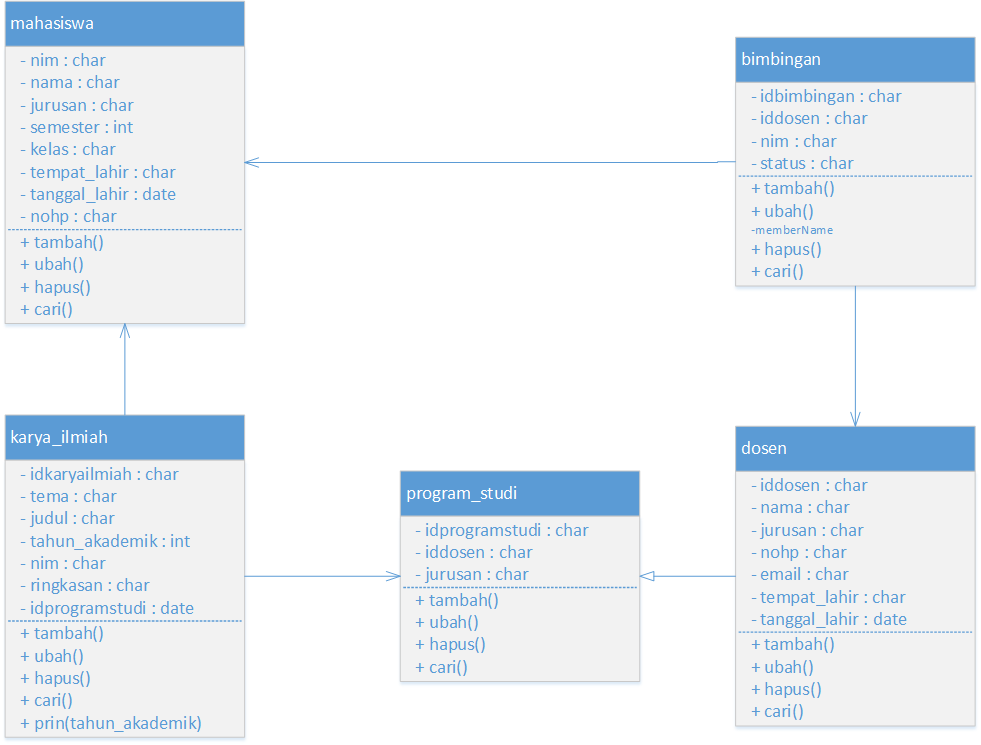 mahasiswa
- nim : char
- nama : char
- jurusan : char
- semester : int
- kelas : char
- tempat_lahir : char
- tanggal_lahir : date
- nohp : char
+ tambah()
+ ubah()
+ hapus()
+ cari()
bimbingan
- idbimbingan : char
- iddosen : char
- nim : char
- status : char
+ tambah()
+ ubah()
-memberName
+ hapus()
+ cari()
karya_ilmiah
- idkaryailmiah : char
- tema : char
- judul : char
- tahun_akademik : int
- nim : char
- ringkasan : char
- idprogramstudi : date
+ tambah()
+ ubah()
+ hapus()
+ cari()
+ prin(tahun_akademik)
program_studi
- idprogramstudi : char
- iddosen : char
- jurusan : char
+ tambah()
+ ubah()
+ hapus()
+ cari()
dosen
- iddosen : char
- nama : char
- jurusan : char
- nohp : char
- email : char
- tempat_lahir : char
- tanggal_lahir : date
+ tambah()
+ ubah()
+ hapus()
+ cari()